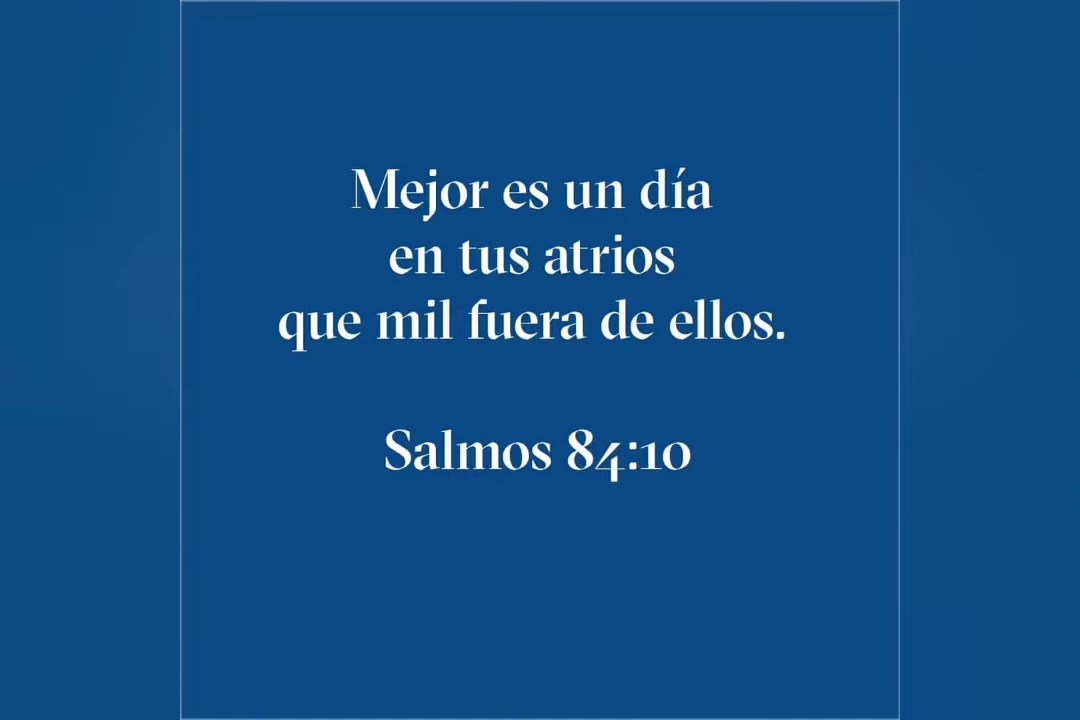 Mejor es un día
en tus atrios
que mil fuera de ellos.
Salmos 84:10